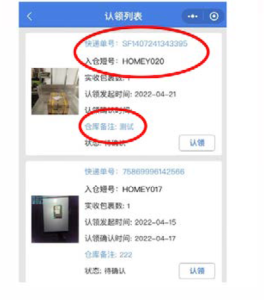 认领列表
快递单号: SF1407241343395
入仓短号: HOMEY020
实收包裹数: 1
认领发起时间: 2022-04-21
认领确认时间:
仓库备注: 测试
状态: 待确认
认领
快递单号: 75869996142566
入仓短号: HOMEY017
实收包裹数: 1
认领发起时间: 2022-04-15
认领确认时间: 2022-04-17
仓库备注: 222
状态: 待确认
认领